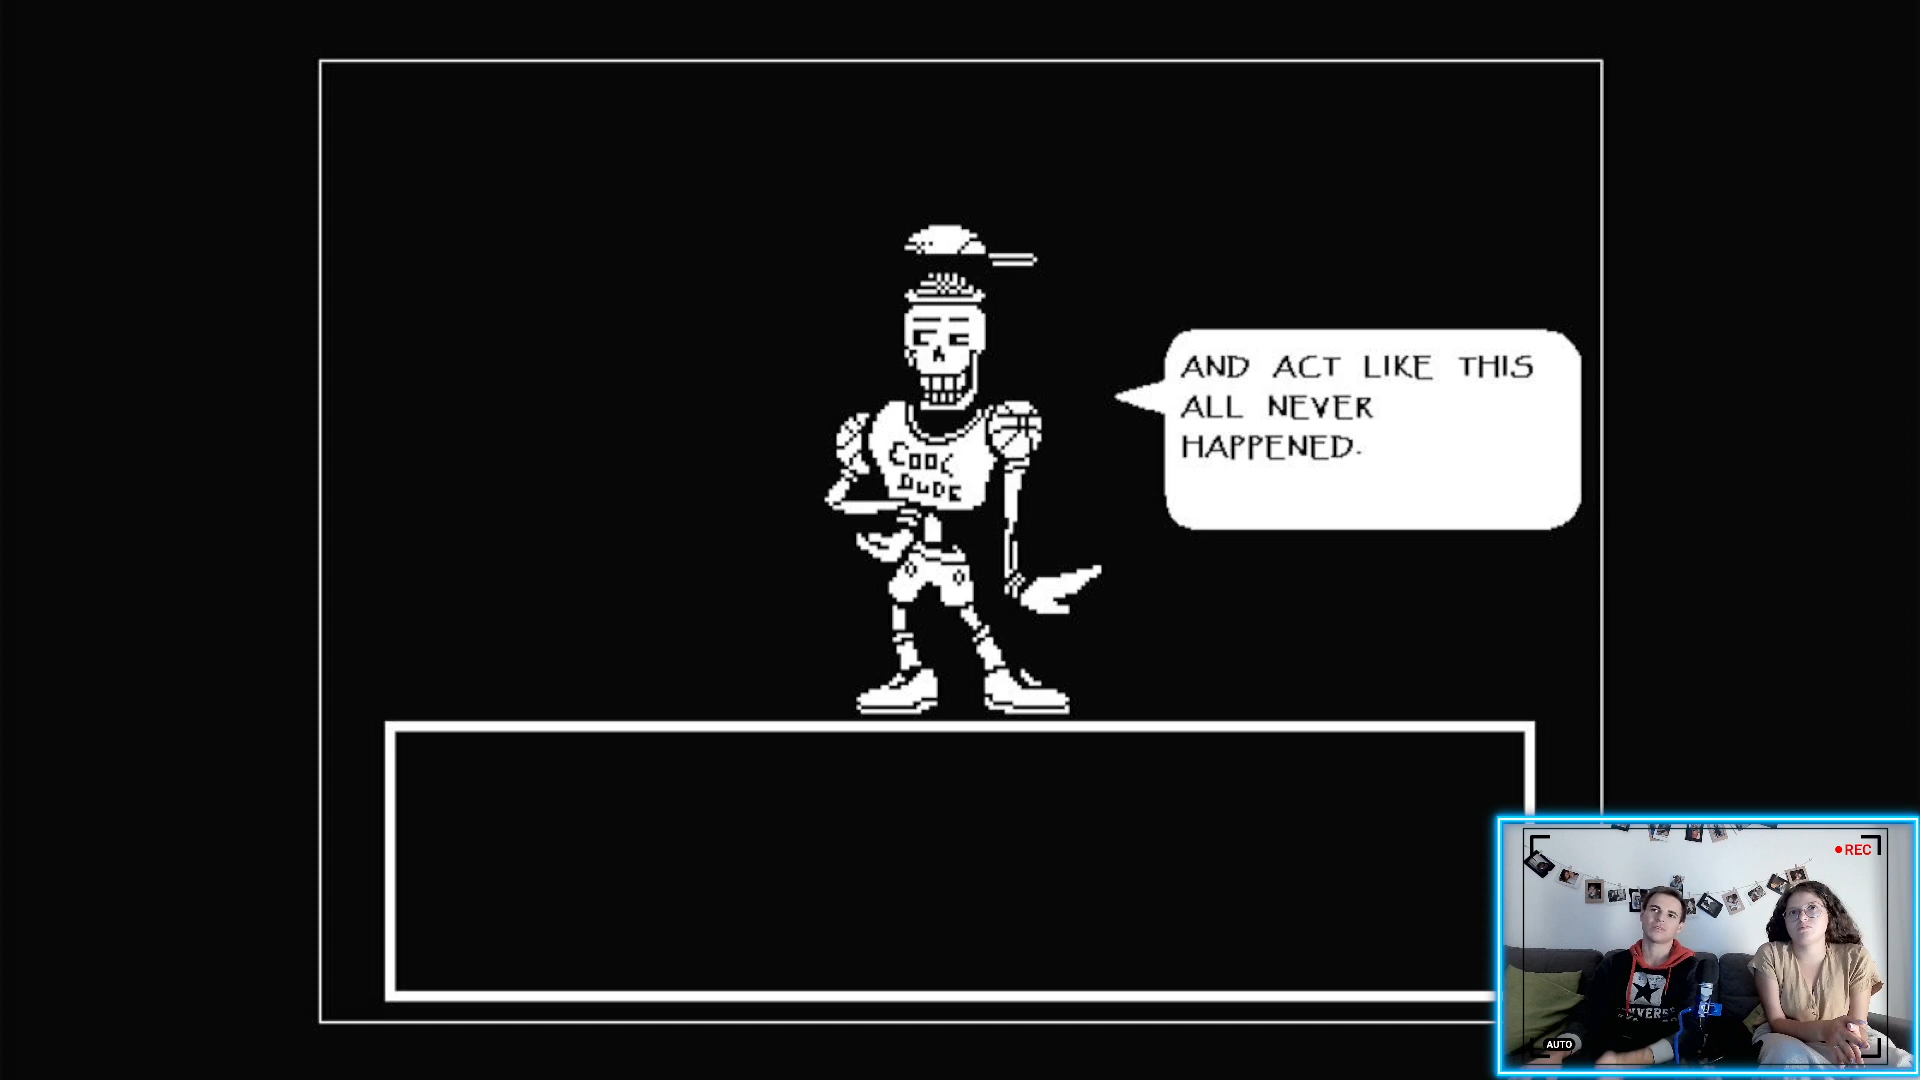 AND ACT LIKE THIS
ALL NEVER
HAPPENED.
COOL
DUDE
REC
AUTO